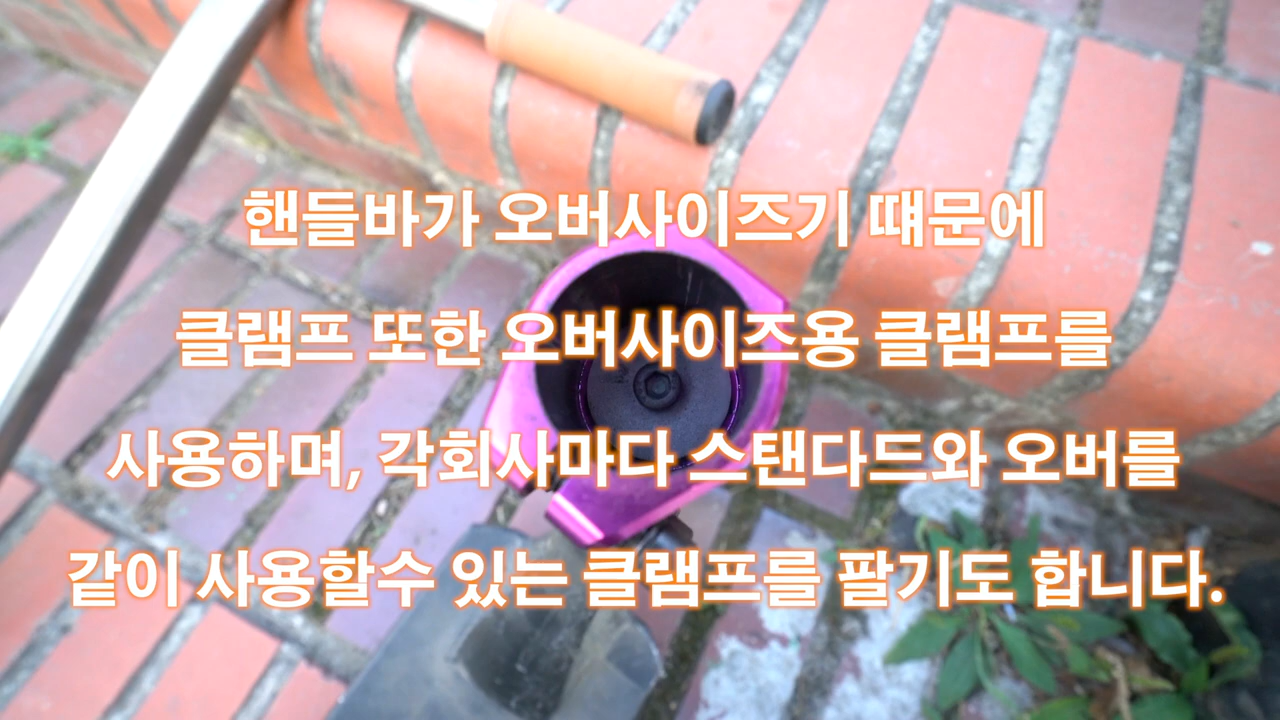 핸들바가 오버사이즈기 떄문에
클램프 또한 오버사이즈용 클램프를
사용하며, 각회사마다 스탠다드와 오버를
같이 사용할수 있는 클램프를 팔기도 합니다.